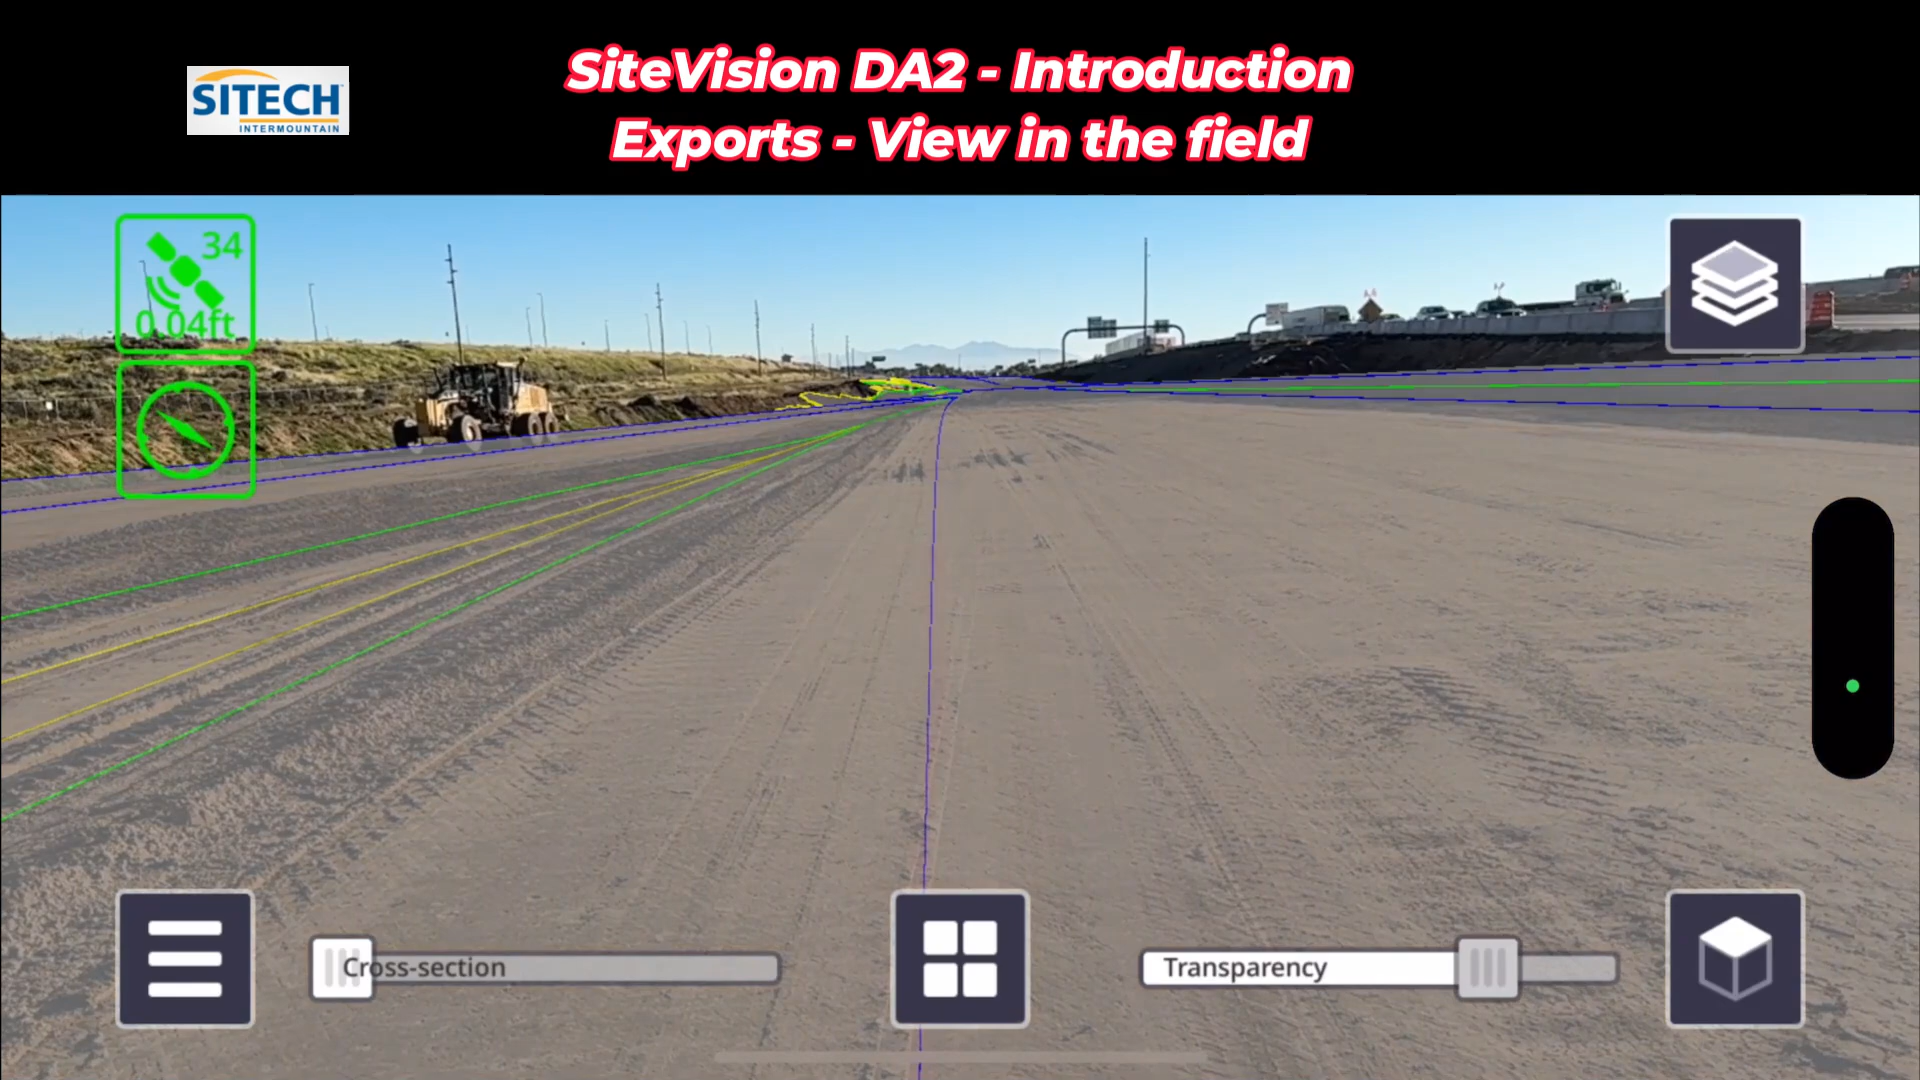 SITECH
INTERMOUNTAIN
SiteVision DA2 - Introduction
Exports - View in the field
34
0.04ft
Cross-section
Transparency